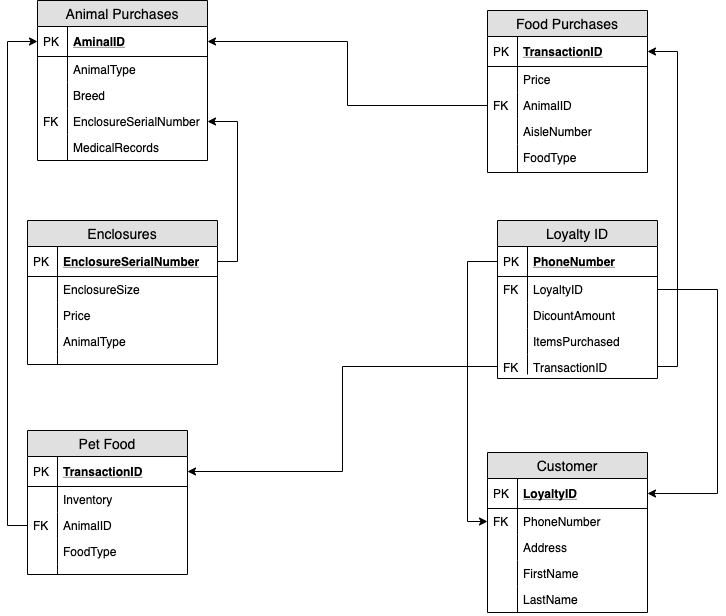 Animal Purchases
PK AminalID
AnimalType
Breed
FK EnclosureSerialNumber
MedicalRecords
Food Purchases
PK TransactionID
Price
FK AnimalID
AisleNumber
FoodType
Enclosures
PK EnclosureSerialNumber
EnclosureSize
Price
AnimalType
Loyalty ID
PK PhoneNumber
FK LoyaltyID
DicountAmount
ItemsPurchased
FK TransactionID
Pet Food
PK TransactionID
Inventory
FK AnimalID
FoodType
Customer
PK LoyaltyID
FK PhoneNumber
Address
FirstName
LastName